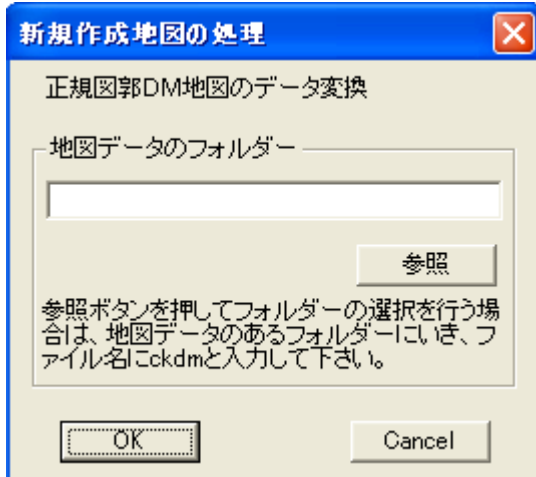 新規作成地図の処理
正規図郭DM地図のデータ変換
地図データのフォルダー
参照
参照ボタンを押してフォルダーの選択を行う場
合は、地図データのあるフォルダーにいき、フ
ァイル名にckdmと入力して下さい。
OK
Cancel